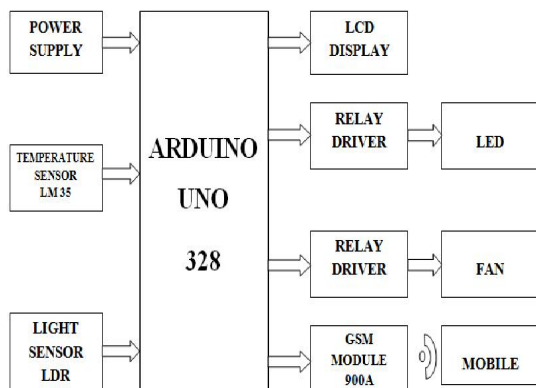 POWER
SUPPLY
TEMPERATURE
SENSOR
LM 35
LIGHT
SENSOR
LDR
ARDUINO
UNO
328
LCD
DISPLAY
RELAY
DRIVER
LED
RELAY
DRIVER
FAN
GSM
MODULE
900A
MOBILE